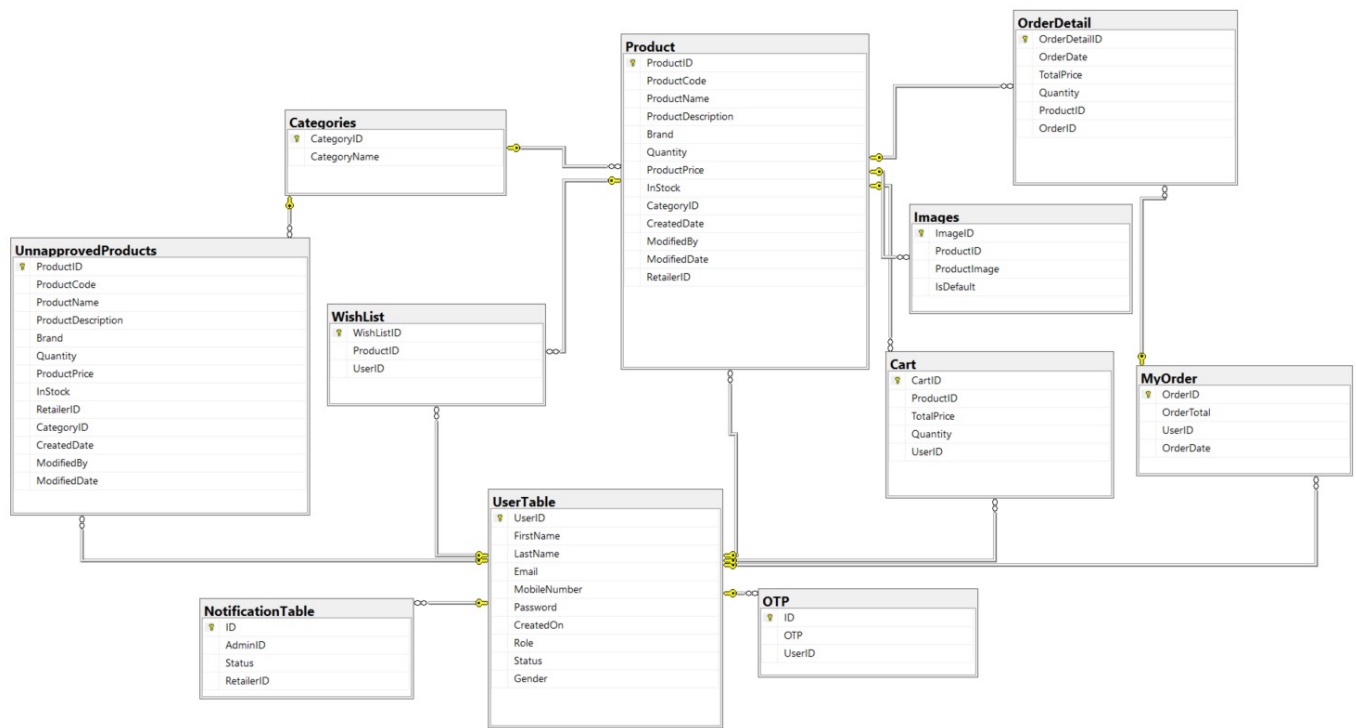 OrderDetail
OrderDetailID
OrderDate
TotalPrice
Quantity
ProductID
OrderID
Product
ProductID
ProductCode
ProductName
ProductDescription
Brand
Quantity
ProductPrice
InStock
CategoryID
CreatedDate
ModifiedBy
ModifiedDate
RetailerID
Categories
CategoryID
CategoryName
Images
ImageID
ProductID
ProductImage
IsDefault
UnnapprovedProducts
ProductID
ProductCode
ProductName
ProductDescription
Brand
Quantity
ProductPrice
InStock
RetailerID
CategoryID
CreatedDate
ModifiedBy
ModifiedDate
WishList
WishListID
ProductID
UserID
Cart
CartID
ProductID
TotalPrice
Quantity
UserID
MyOrder
OrderID
OrderTotal
UserID
OrderDate
UserTable
UserID
FirstName
LastName
Email
MobileNumber
Password
CreatedOn
Role
Status
Gender
NotificationTable
ID
AdminID
Status
RetailerID
OTP
ID
OTP
UserID